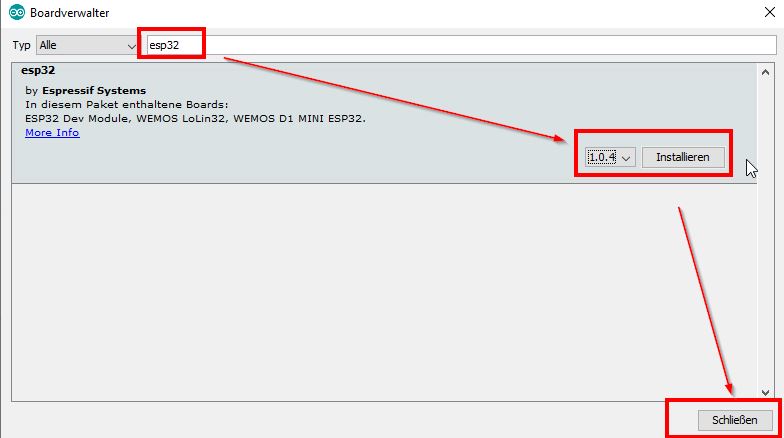 Boardverwalter
Typ Alle esp32
esp32
by Espressif Systems
In diesem Paket enthaltene Boards:
ESP32 Dev Module, WEMOS LoLin32, WEMOS D1 MINI ESP32.
More Info
1.0.4 Installieren
Schließen